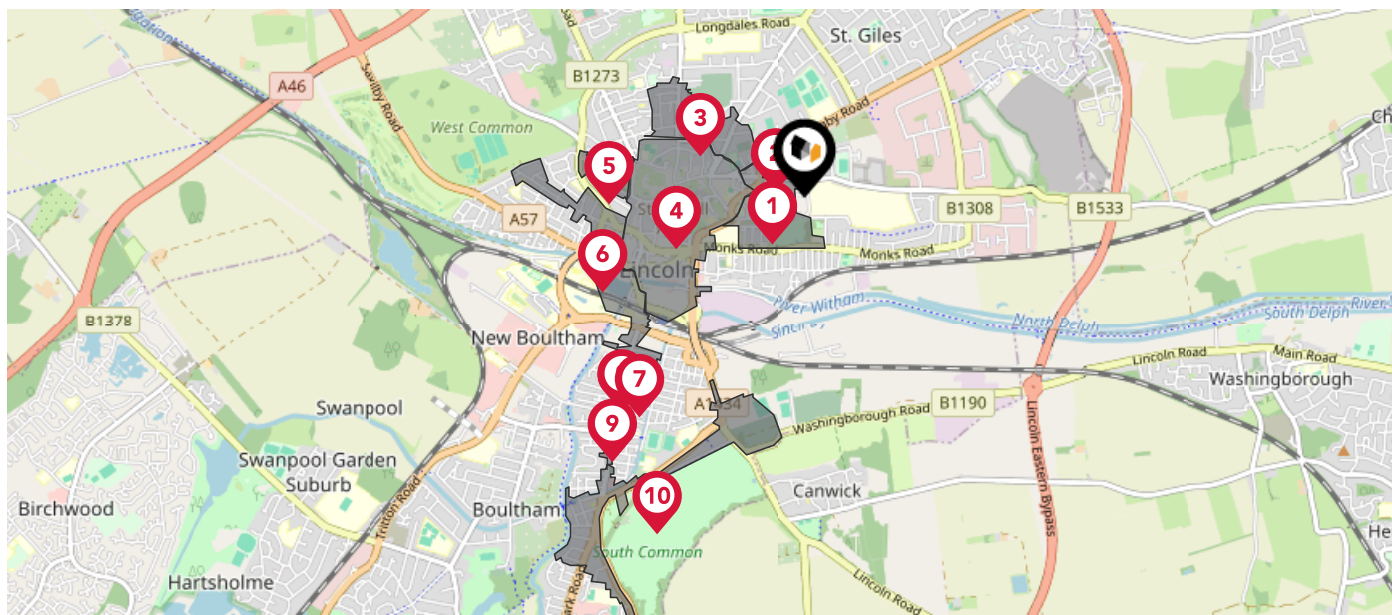 Longdales Road
St. Giles
B1273
A46
Saxilby Road
West Common
3
2
5
1
4
A57
B1308
B1533
Monks Road
Monks Road
6
Lincoln
River Witham
North Delph
River
South Delph
B1378
New Boultham
Lincoln Road
Main Road
Washingborough
7
Swanpool
B1190
9
Washingborough Road
Swanpool Garden
Suburb
10
Canwick
Birchwood
Boultham
Tritton Road
Lincoln Eastern Bypass
South Common
Hartsholme
Lincoln Road